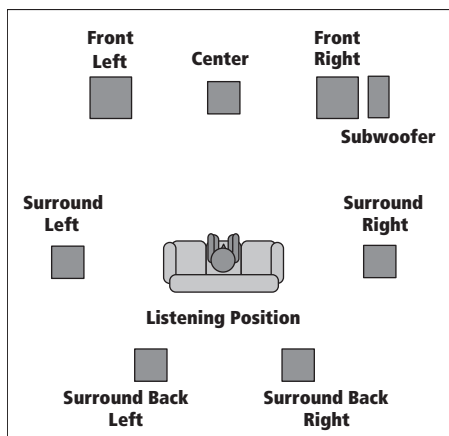 Front
Left
Center
Front
Right
Subwoofer
Surround
Left
Surround
Right
Listening Position
Surround Back
Left
Surround Back
Right